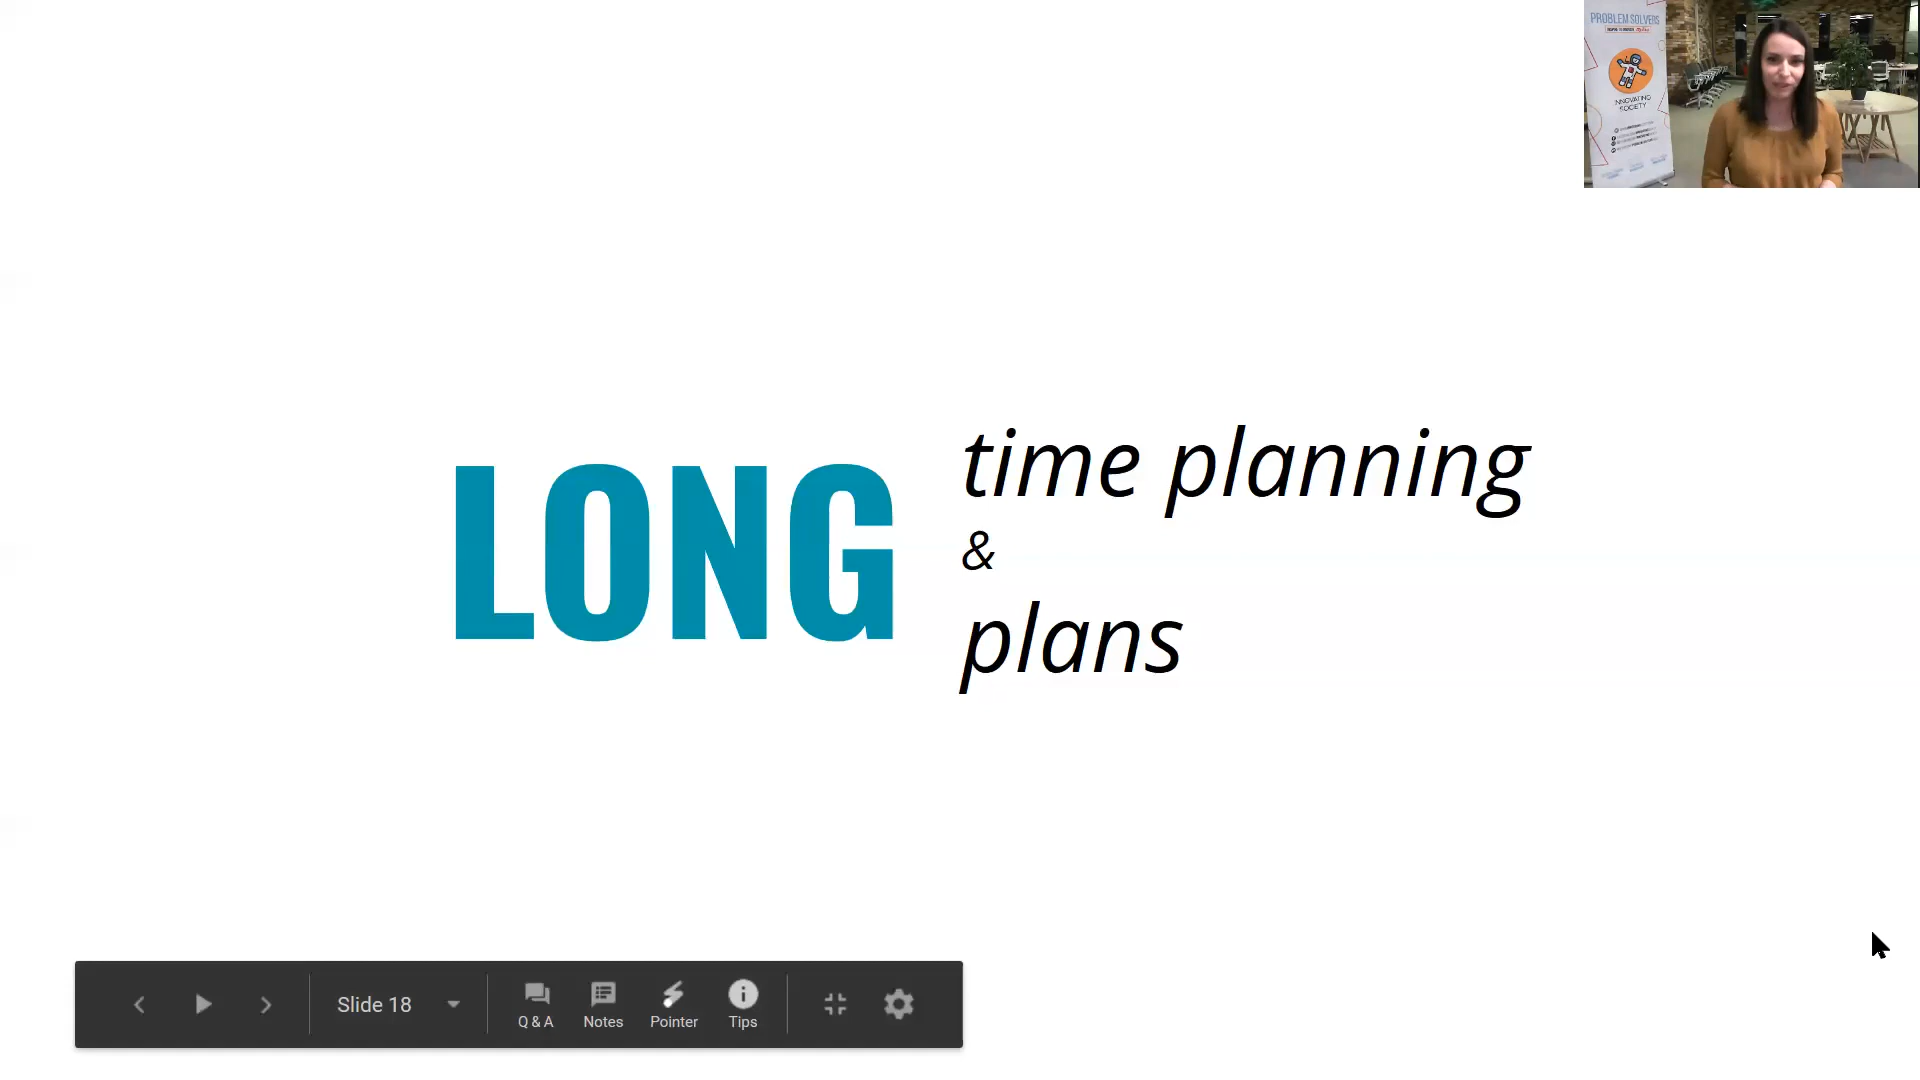 PROBLEM SOLVERS
INNOVATING
SOCIETY
LONG
time planning
&
plans
Slide 18
Q & A
Notes
Pointer
Tips